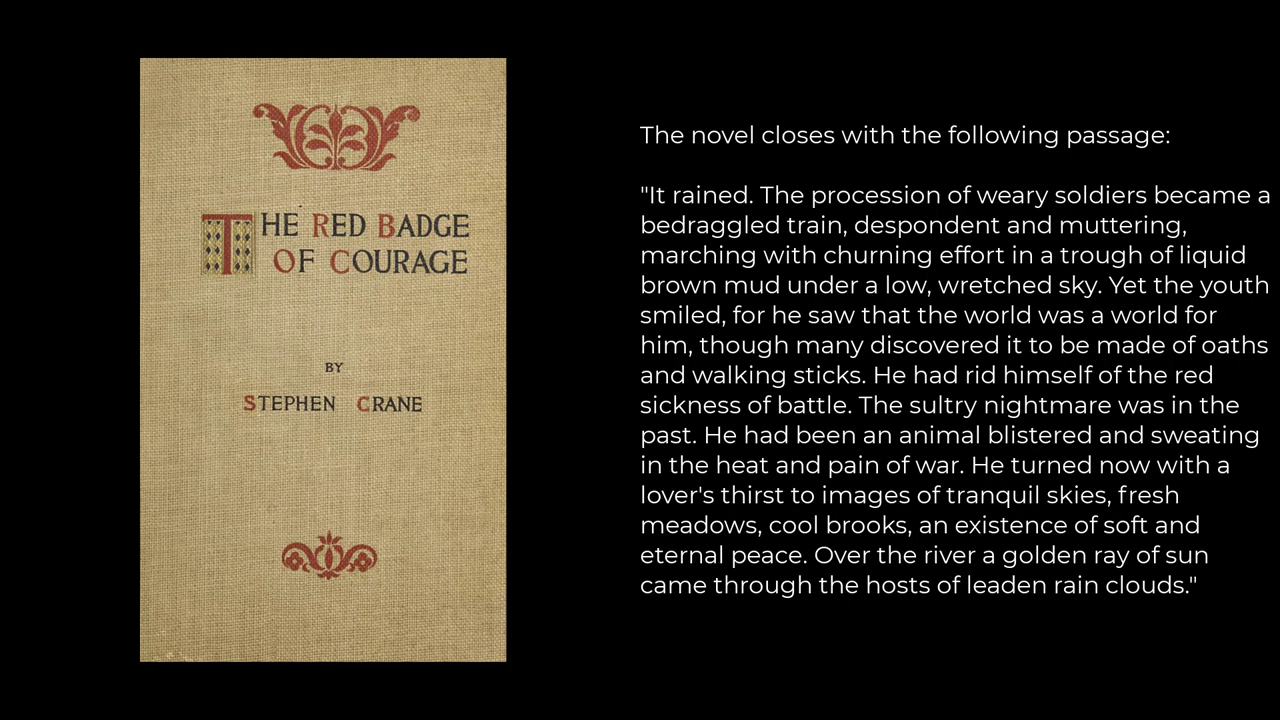 THE RED BADGE
OF COURAGE
BY
STEPHEN CRANE
The novel closes with the following passage:
"It rained. The procession of weary soldiers became a
bedraggled train, despondent and muttering,
marching with churning effort in a trough of liquid
brown mud under a low, wretched sky. Yet the youth
smiled, for he saw that the world was a world for
him, though many discovered it to be made of oaths
and walking sticks. He had rid himself of the red
sickness of battle. The sultry nightmare was in the
past. He had been an animal blistered and sweating
in the heat and pain of war. He turned now with a
lover's thirst to images of tranquil skies, fresh
meadows, cool brooks, an existence of soft and
eternal peace. Over the river a golden ray of sun
came through the hosts of leaden rain clouds."